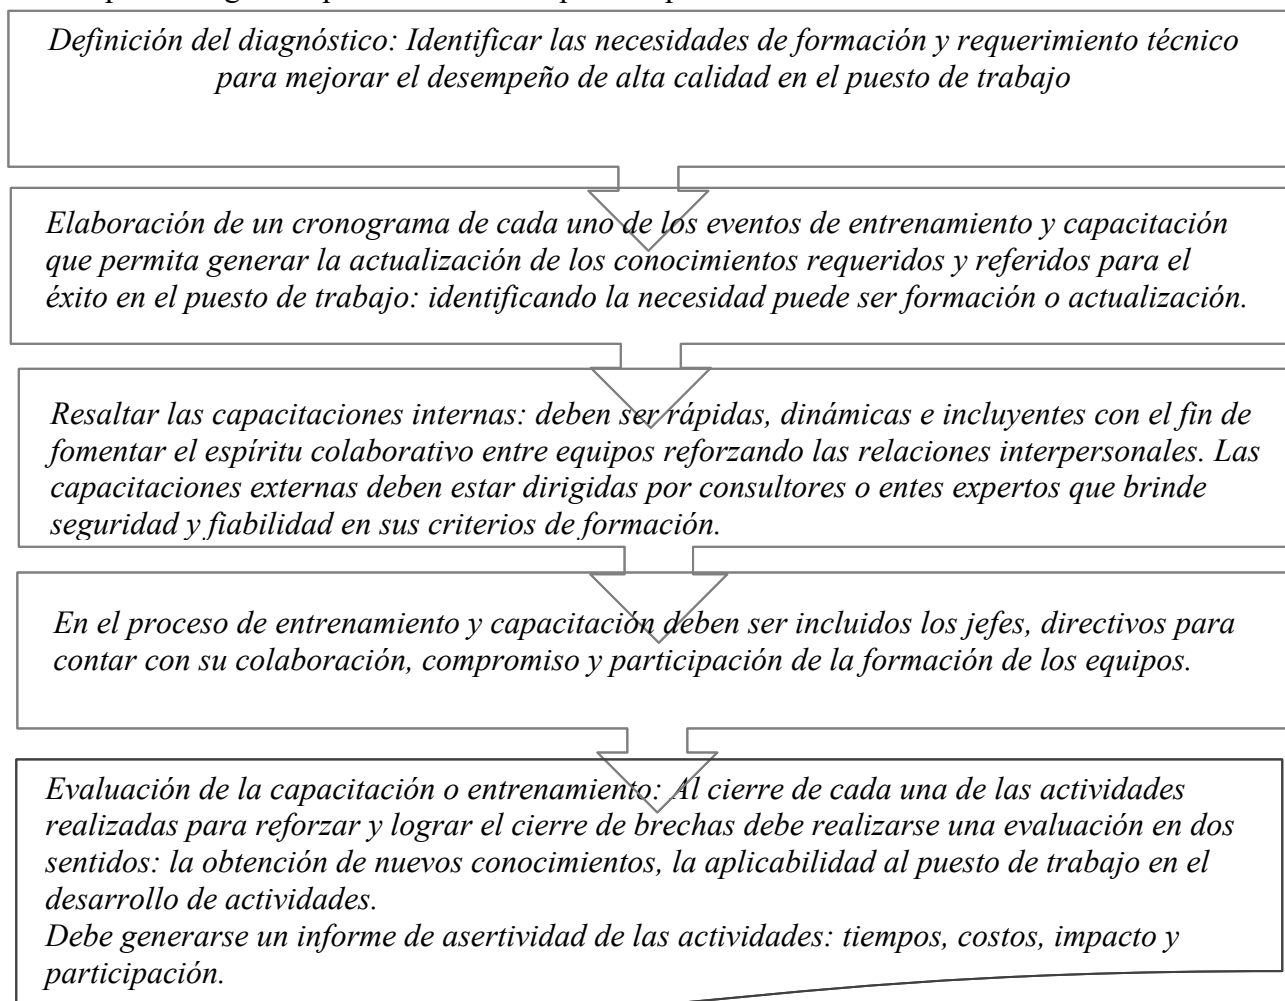 Definición del diagnóstico: Identificar las necesidades de formación y requerimiento técnico
para mejorar el desempeño de alta calidad en el puesto de trabajo
Elaboración de un cronograma de cada uno de los eventos de entrenamiento y capacitación
que permita generar la actualización de los conocimientos requeridos y referidos para el
éxito en el puesto de trabajo: identificando la necesidad puede ser formación o actualización.
Resaltar las capacitaciones internas: deben ser rápidas, dinámicas e incluyentes con el fin de
fomentar el espíritu colaborativo entre equipos reforzando las relaciones interpersonales. Las
capacitaciones externas deben estar dirigidas por consultores o entes expertos que brinde
seguridad y fiabilidad en sus criterios de formación.
En el proceso de entrenamiento y capacitación deben ser incluidos los jefes, directivos para
contar con su colaboración, compromiso y participación de la formación de los equipos.
Evaluación de la capacitación o entrenamiento: Al cierre de cada una de las actividades
realizadas para reforzar y lograr el cierre de brechas debe realizarse una evaluación en dos
sentidos: la obtención de nuevos conocimientos, la aplicabilidad al puesto de trabajo en el
desarrollo de actividades.
Debe generarse un informe de asertividad de las actividades: tiempos, costos, impacto y
participación.